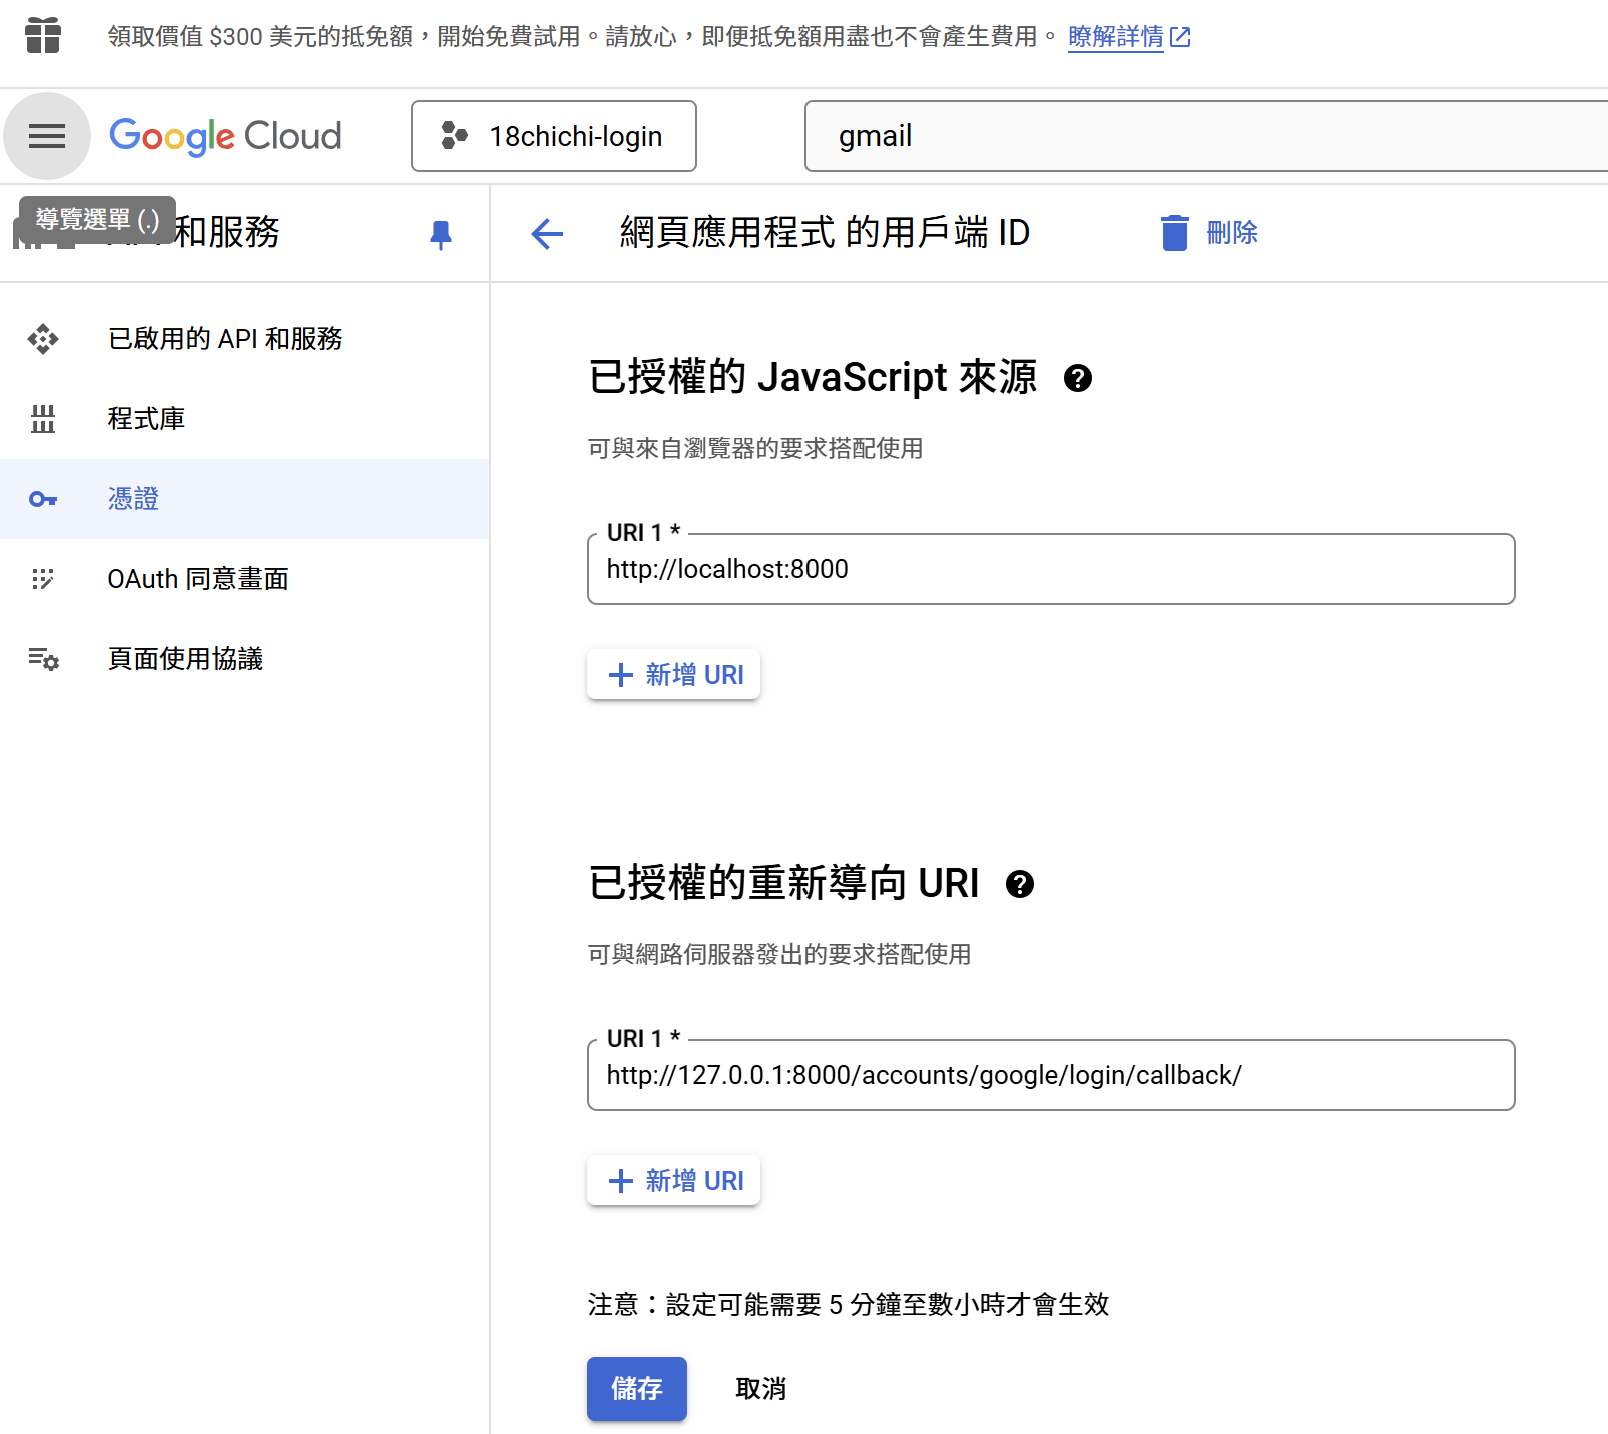 領取價值 $300 美元的抵免額，開始免費試用。請放心，即便抵免額用盡也不會產生費用。 瞭解詳情
Google Cloud
18chichi-login
gmail
導覽選單 (.)
和服務
網頁應用程式 的用戶端 ID
刪除
已啟用的 API 和服務
程式庫
憑證
OAuth 同意畫面
頁面使用協議
已授權的 JavaScript 來源
可與來自瀏覽器的要求搭配使用
URI 1 *
http://localhost:8000
新增 URI
已授權的重新導向 URI
可與網路伺服器發出的要求搭配使用
URI 1 *
http://127.0.0.1:8000/accounts/google/login/callback/
新增 URI
注意：設定可能需要 5 分鐘至數小時才會生效
儲存
取消